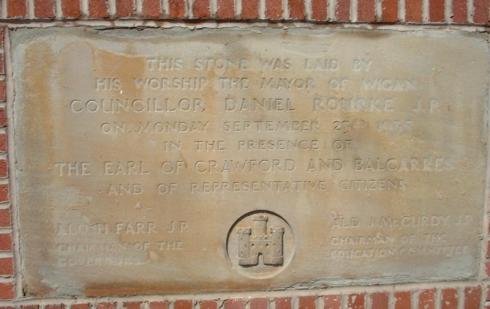 THIS STONE WAS LAID BY
HIS WORSHIP THE MAYOR OF WIGAN
COUNCILLOR DANIEL ROURKE J.P.
ON MONDAY SEPTEMBER
IN THE PRESENCE OF
THE EARL OF CRAWFORD AND BALCARRES
AND OF REPRESENTATIVE CITIZENS
FARR J.P.
CHAIRMAN OF THE
GOVERNORS
ALD J. McCURDY J.P.
CHAIRMAN OF THE
EDUCATION COMMITTEE